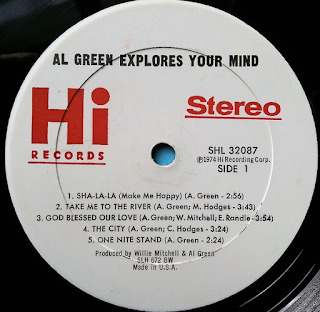 AL GREEN EXPLORES YOUR MIND
Hi
RECORDS
Stereo
SHL 32087
℗1974 Hi Recording Corp.
SIDE 1
1. SHA-LA-LA (Make Me Happy) (A. Green - 2:56)
2. TAKE ME TO THE RIVER (A. Green; M. Hodges - 3:43)
3. GOD BLESSED OUR LOVE (A. Green; W. Mitchell; E. Randle - 3:54)
4. THE CITY (A. Green; C. Hodges - 3:24)
5. ONE NITE STAND (A. Green - 2:24)
Produced by Willie Mitchell & Al Green
SLH 672 BW
Made in U.S.A.